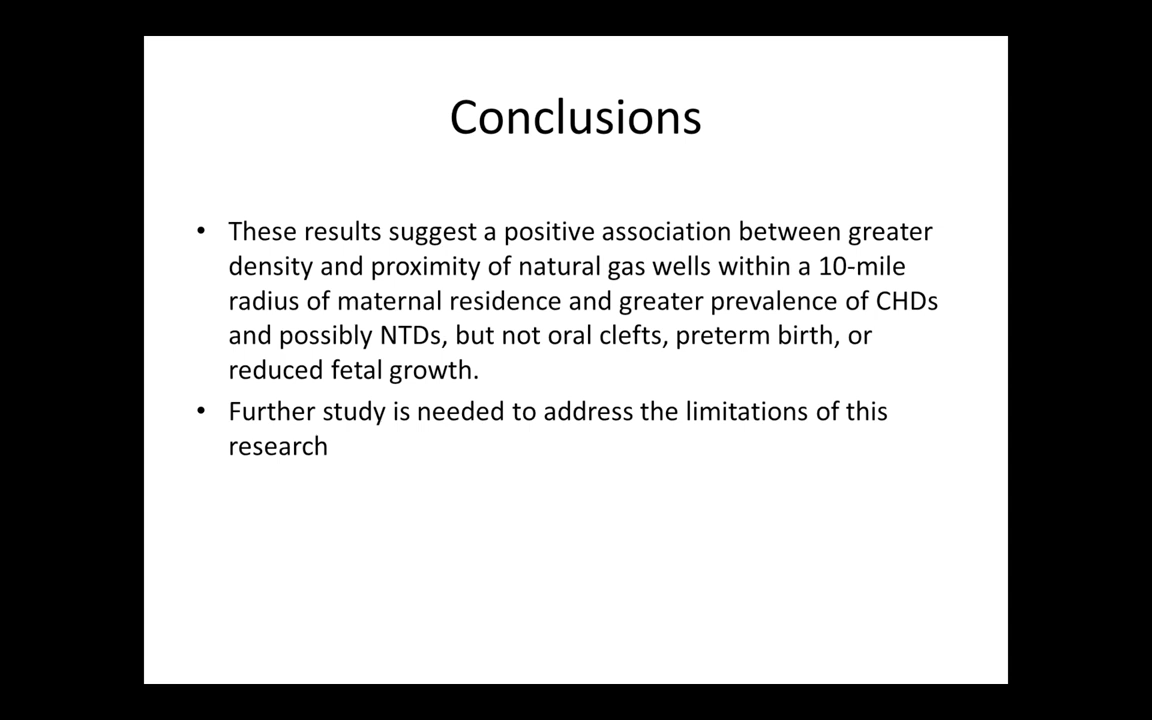 Conclusions
• These results suggest a positive association between greater
density and proximity of natural gas wells within a 10-mile
radius of maternal residence and greater prevalence of CHDs
and possibly NTDs, but not oral clefts, preterm birth, or
reduced fetal growth.
• Further study is needed to address the limitations of this
research